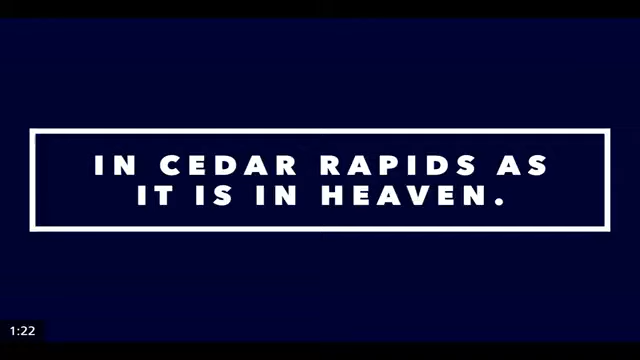 IN CEDAR RAPIDS AS
IT IS IN HEAVEN.
1:22